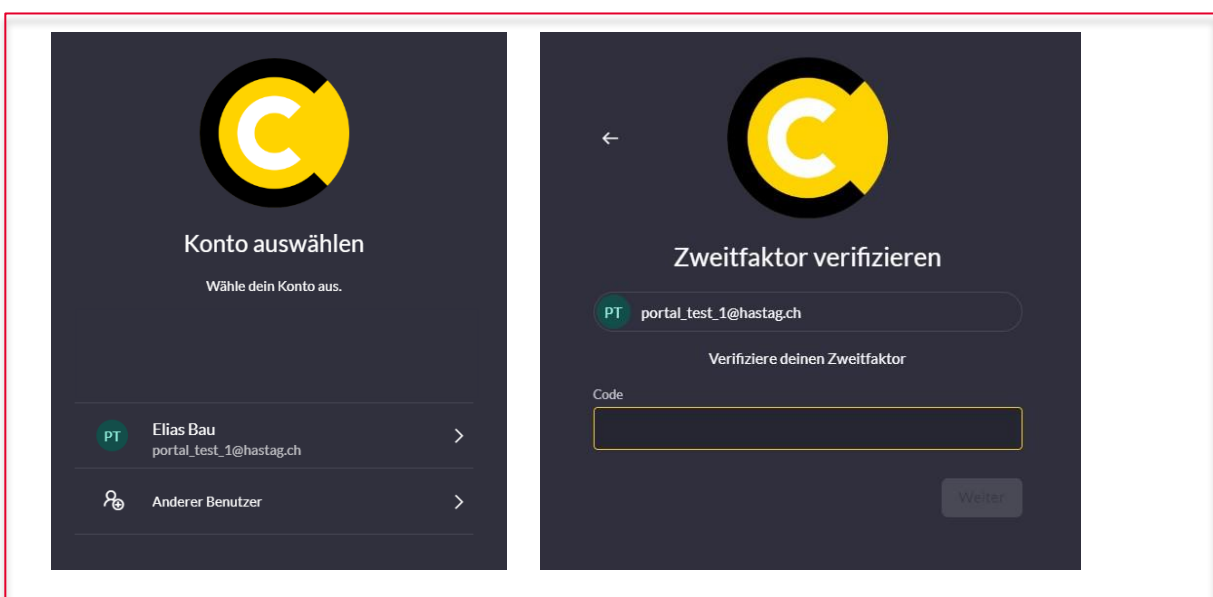 Konto auswählen
Wähle dein Konto aus.
PT
Elias Bau
portal_test_1@hastag.ch
Anderer Benutzer
Zweitfaktor verifizieren
PT portal_test_1@hastag.ch
Verifiziere deinen Zweitfaktor
Code
Weiter